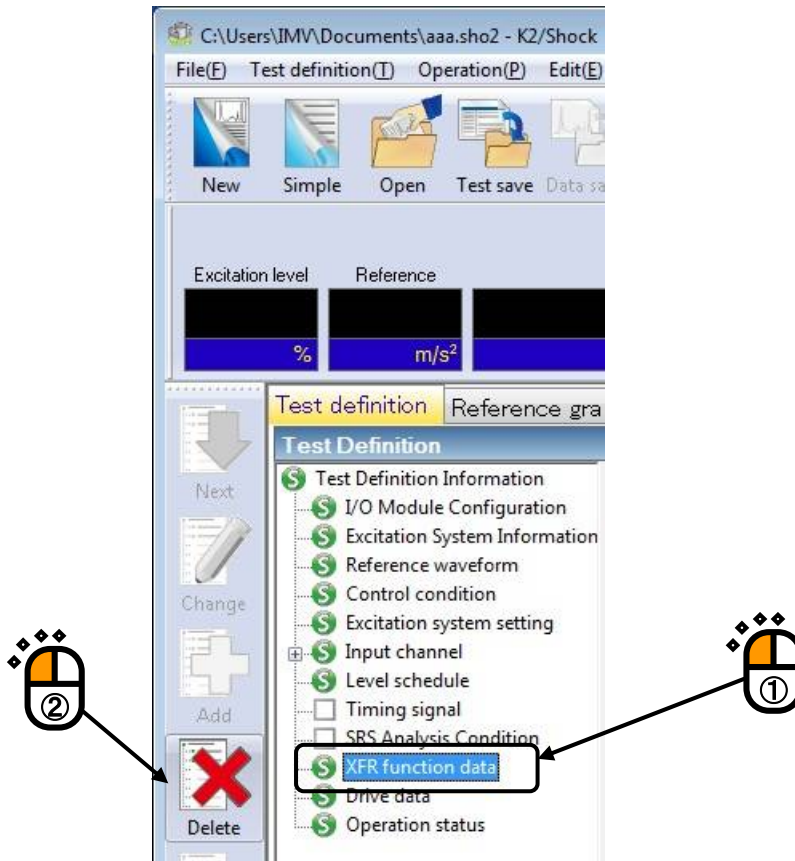 C:\Users\IMV\Documents\aaa.sho2 - K2/Shock
File(F) Test definition(T) Operation(P) Edit(E)
New Simple Open Test save Data sa
Excitation level Reference
% m/s²
Test definition Reference gra
Test Definition
Next
Change
Add
Delete
S Test Definition Information
S I/O Module Configuration
S Excitation System Information
S Reference waveform
S Control condition
S Excitation system setting
S Input channel
S Level schedule
Timing signal
SRS Analysis Condition
S XFR function data
S Drive data
S Operation status
②
①